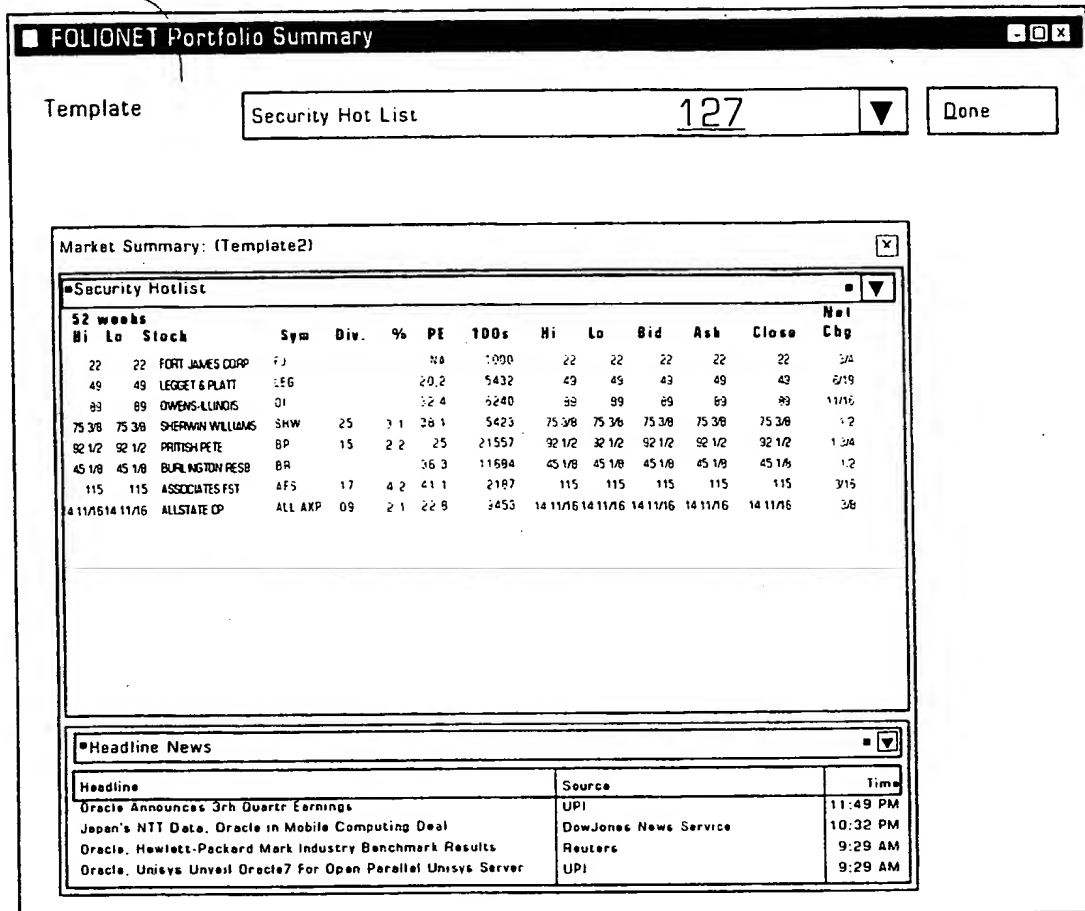 FOLIONET Portfolio Summary
Template Security Hot List 127 Done
Market Summary: (Template2)
Security Hotlist
52 weeks Net
Hi Lo Stock Sym Div. % PE 100s Hi Lo Bid Ask Close Chg
22 22 FORT JAMES CORP FJ NA 22 22 22 22 22 3/4
49 49 LEGGET & PLATT LEG 20.2 5432 49 49 49 49 49 6/19
89 89 OWENS-ILLINOIS OI 32 4 89 89 89 89 89 11/16
75 3/8 75 3/8 SHERWIN WILLIAMS SHW 25 3 1 38 1 5423 75 3/8 75 3/8 75 3/8 75 3/8 75 3/8
92 1/2 92 1/2 PRITISH PETE BP 15 2 2 25 21557 92 1/2 92 1/2 92 1/2 92 1/2 92 1/2 1 3/4
45 1/8 45 1/8 BURLINGTON RESB BR 36 3 11694 45 1/8 45 1/8 45 1/8 45 1/8 45 1/8
115 115 ASSOCIATES FST AFS 17 4 2 41 1 2187 115 115 115 115 115 3/16
14 11/16 14 11/16 ALLSTATE CP ALL AXP 09 2 1 22 8 14 11/16 14 11/16 14 11/16 14 11/16 14 11/16 3/8
Headline News
Headline Source Time
Oracle Announces 3rh Quartr Earnings UPI 11:49 PM
Japan's NTT Data, Oracle in Mobile Computing Deal DowJones News Service 10:32 PM
Oracle, Hewlett-Packard Mark Industry Benchmark Results Reuters 9:29 AM
Oracle, Unisys Unveil Oracle7 For Open Parallel Unisys Server UPI 9:29 AM